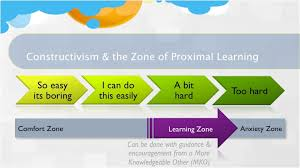 Constructivism & the Zone of Proximal Learning
So easy its boring
I can do this easily
A bit hard
Too hard
Comfort Zone
Learning Zone
Anxiety Zone
Can be done with guidance &
encouragement from a More
Knowledgeable Other (MKO)